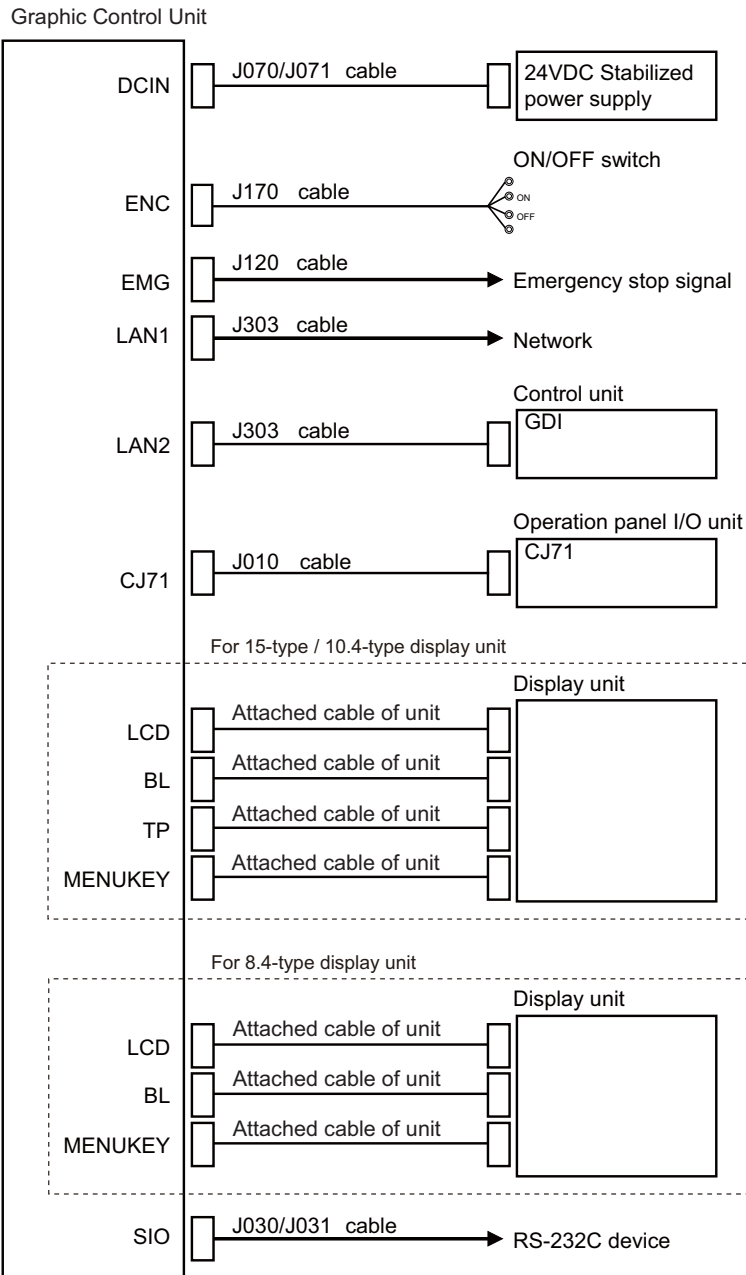 Graphic Control Unit
DCIN
J070/J071 cable
24VDC Stabilized
power supply
ON/OFF switch
ENC
J170 cable
ON
OFF
EMG
J120 cable
Emergency stop signal
LAN1
J303 cable
Network
Control unit
LAN2
J303 cable
GDI
Operation panel I/O unit
CJ71
J010 cable
CJ71
For 15-type / 10.4-type display unit
Display unit
LCD
Attached cable of unit
BL
Attached cable of unit
TP
Attached cable of unit
MENUKEY
Attached cable of unit
For 8.4-type display unit
Display unit
LCD
Attached cable of unit
BL
Attached cable of unit
MENUKEY
Attached cable of unit
SIO
J030/J031 cable
RS-232C device